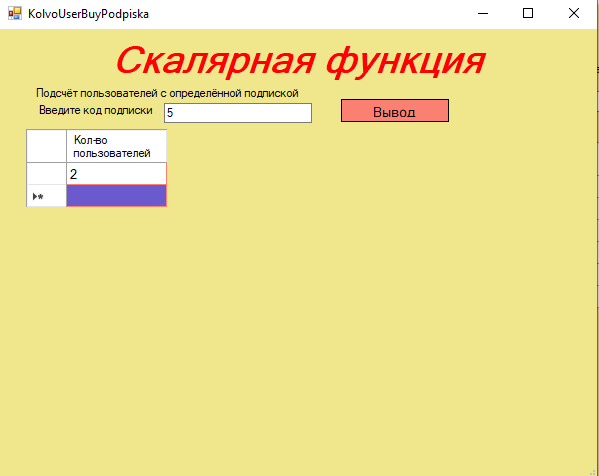 KolvoUserBuyPodpiska
Скалярная функция
Подсчёт пользователей с определённой подпиской
Введите код подписки 5 Вывод
Кол-во
пользователей
2